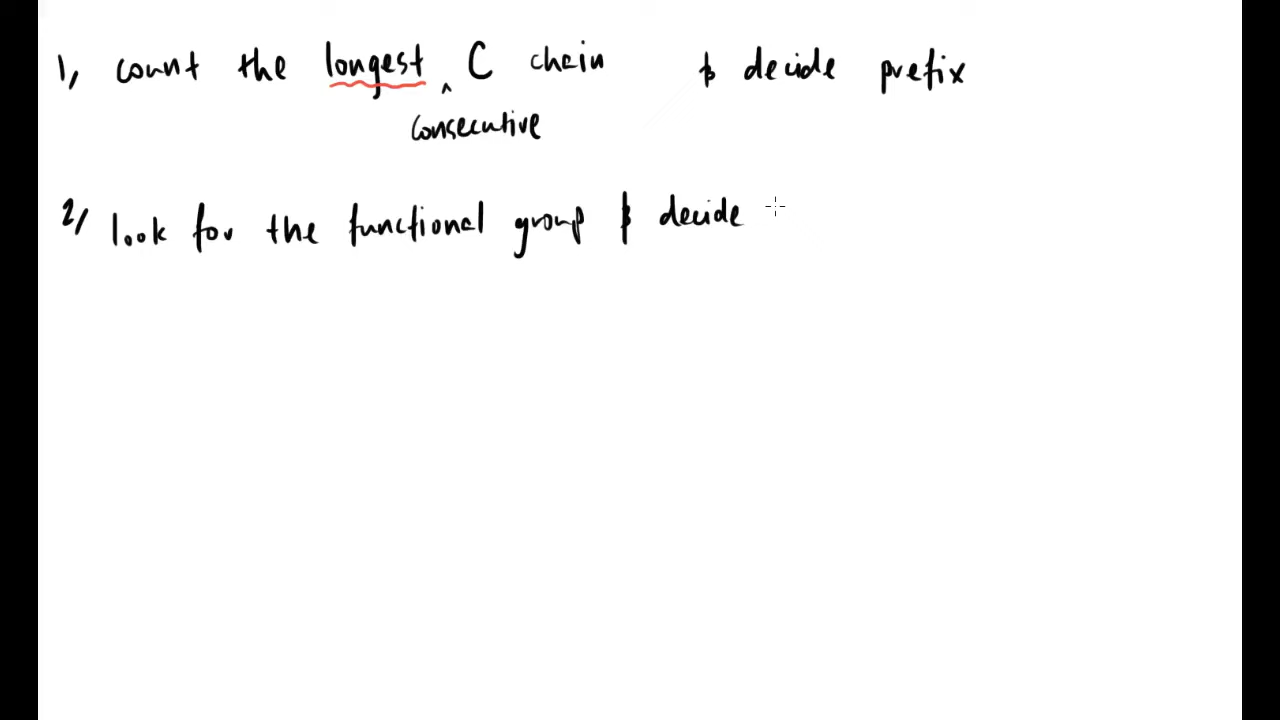 1, count the longest ^ C chain & decide prefix
consecutive
2, look for the functional group & decide